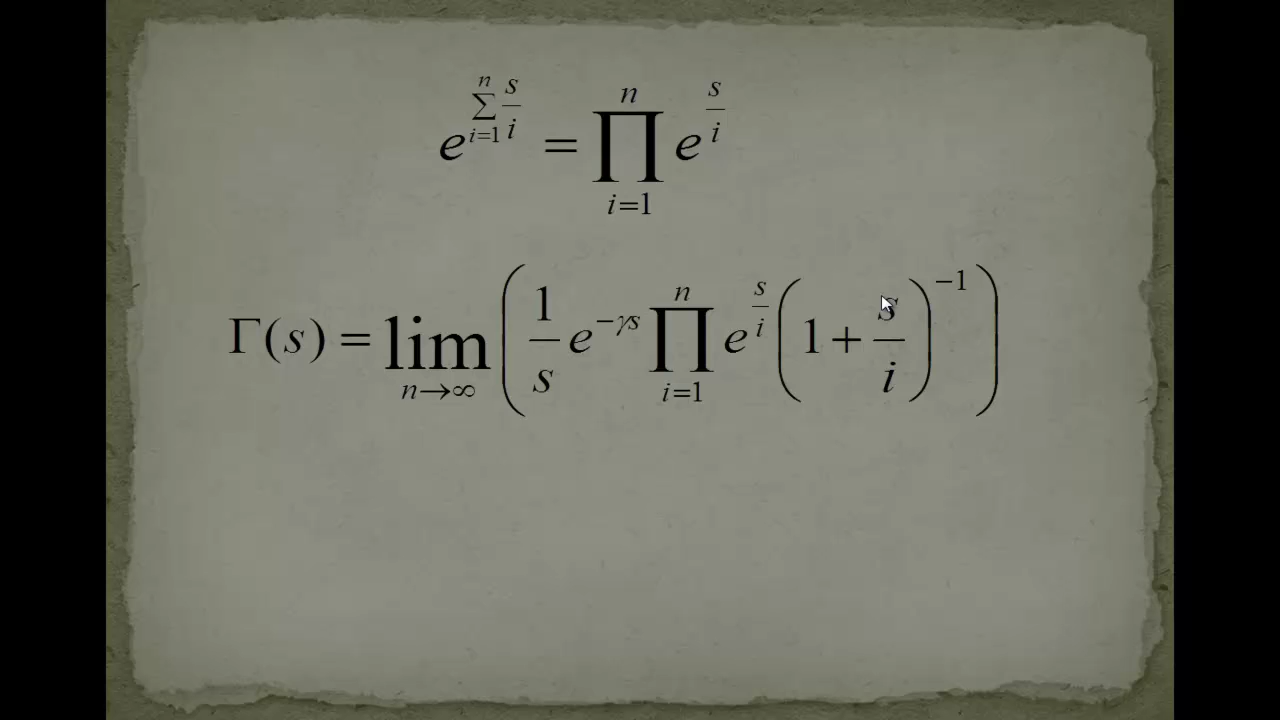 e^{\sum_{i=1}^{n} \frac{s}{i}} = \prod_{i=1}^{n} e^{\frac{s}{i}}
\Gamma(s) = \lim_{n \to \infty} \left( \frac{1}{s} e^{-\gamma s} \prod_{i=1}^{n} e^{\frac{s}{i}} \left( 1 + \frac{s}{i} \right)^{-1} \right)